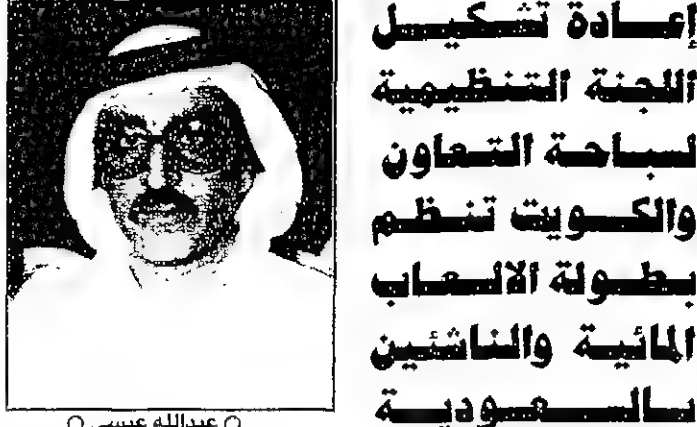 إعادة تشكيل
اللجنة التنظيمية
لسباحة التعاون
والكويت تنظم
بطولة الالعاب
المائية والناشئين
بالسعودية
○ عبدالله عيسى ○